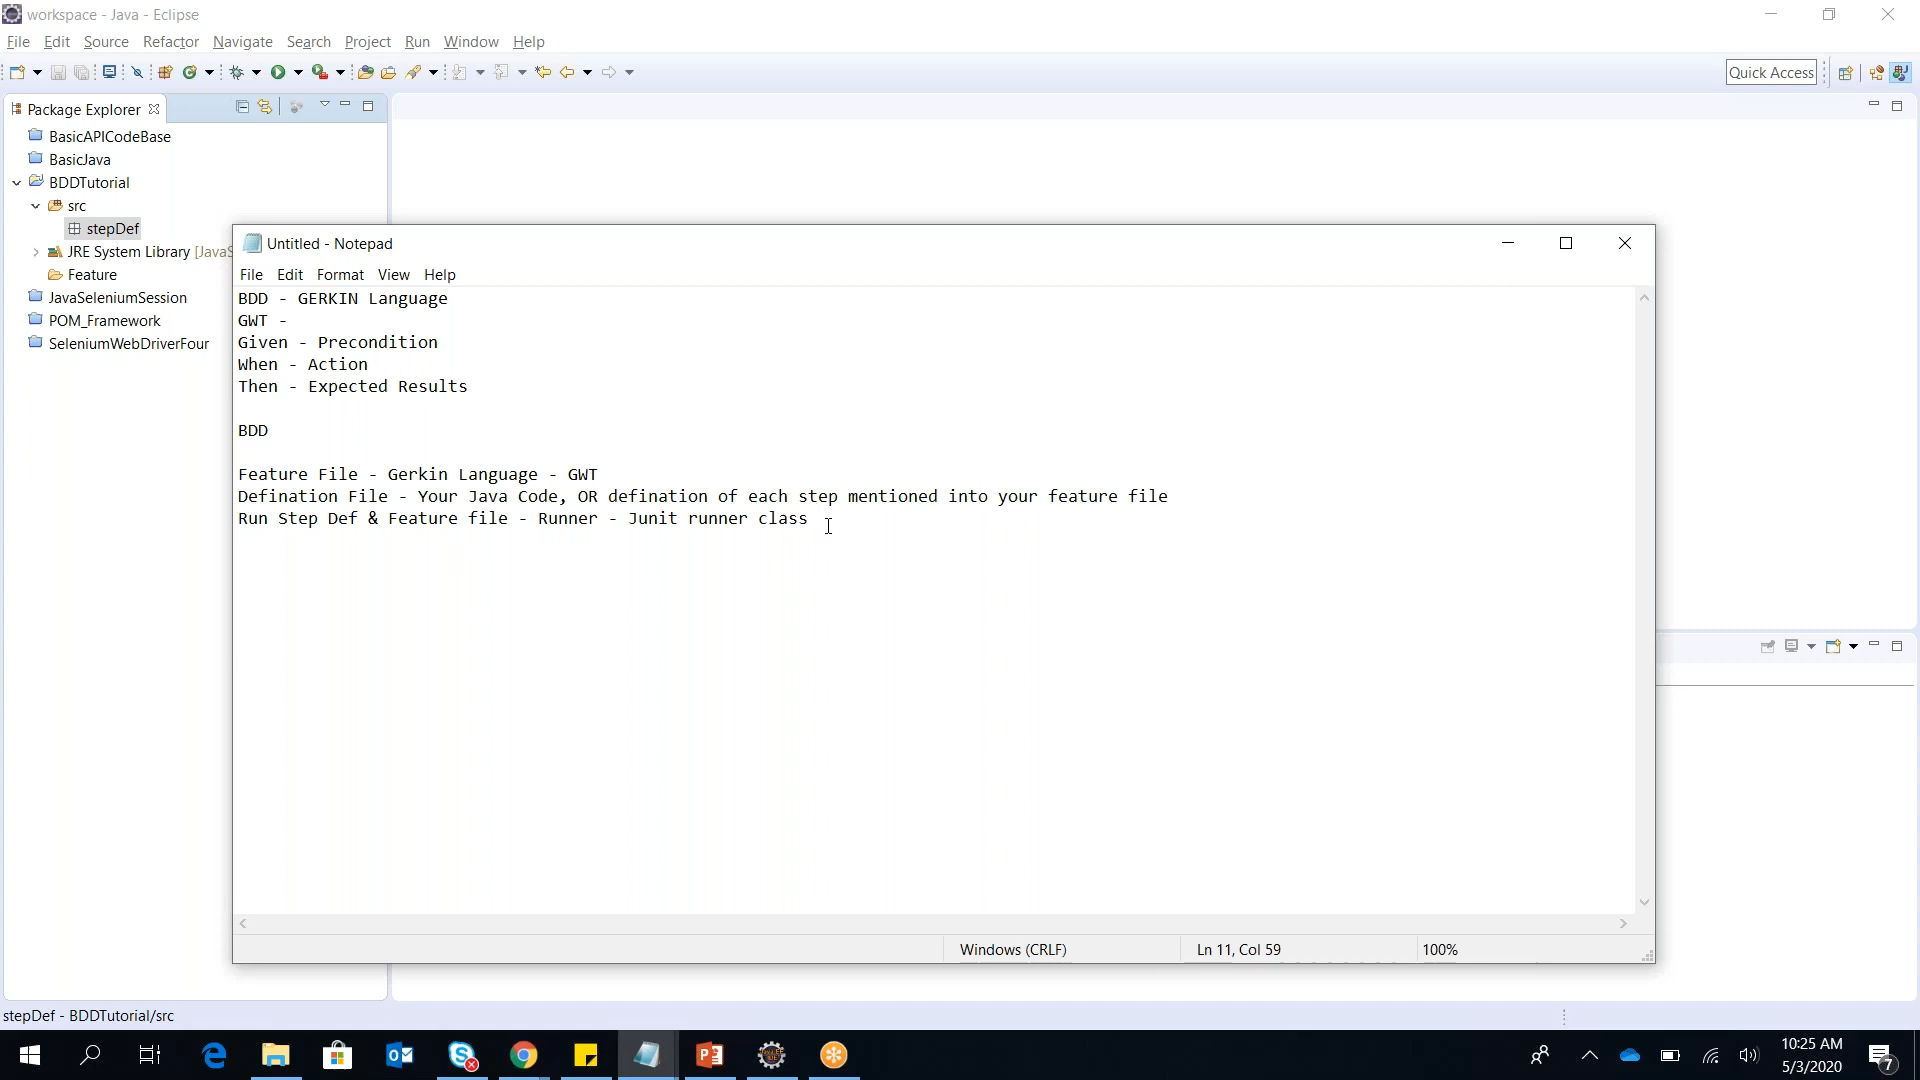 workspace - Java - Eclipse
File Edit Source Refactor Navigate Search Project Run Window Help
Quick Access
Package Explorer
BasicAPICodeBase
BasicJava
BDDTutorial
src
stepDef
JRE System Library [JavaS
Feature
JavaSeleniumSession
POM_Framework
SeleniumWebDriverFour
Untitled - Notepad
File Edit Format View Help
BDD - GERKIN Language
GWT -
Given - Precondition
When - Action
Then - Expected Results
BDD
Feature File - Gerkin Language - GWT
Defination File - Your Java Code, OR defination of each step mentioned into your feature file
Run Step Def & Feature file - Runner - Junit runner class
Windows (CRLF) Ln 11, Col 59 100%
stepDef - BDDTutorial/src
10:25 AM
5/3/2020
7